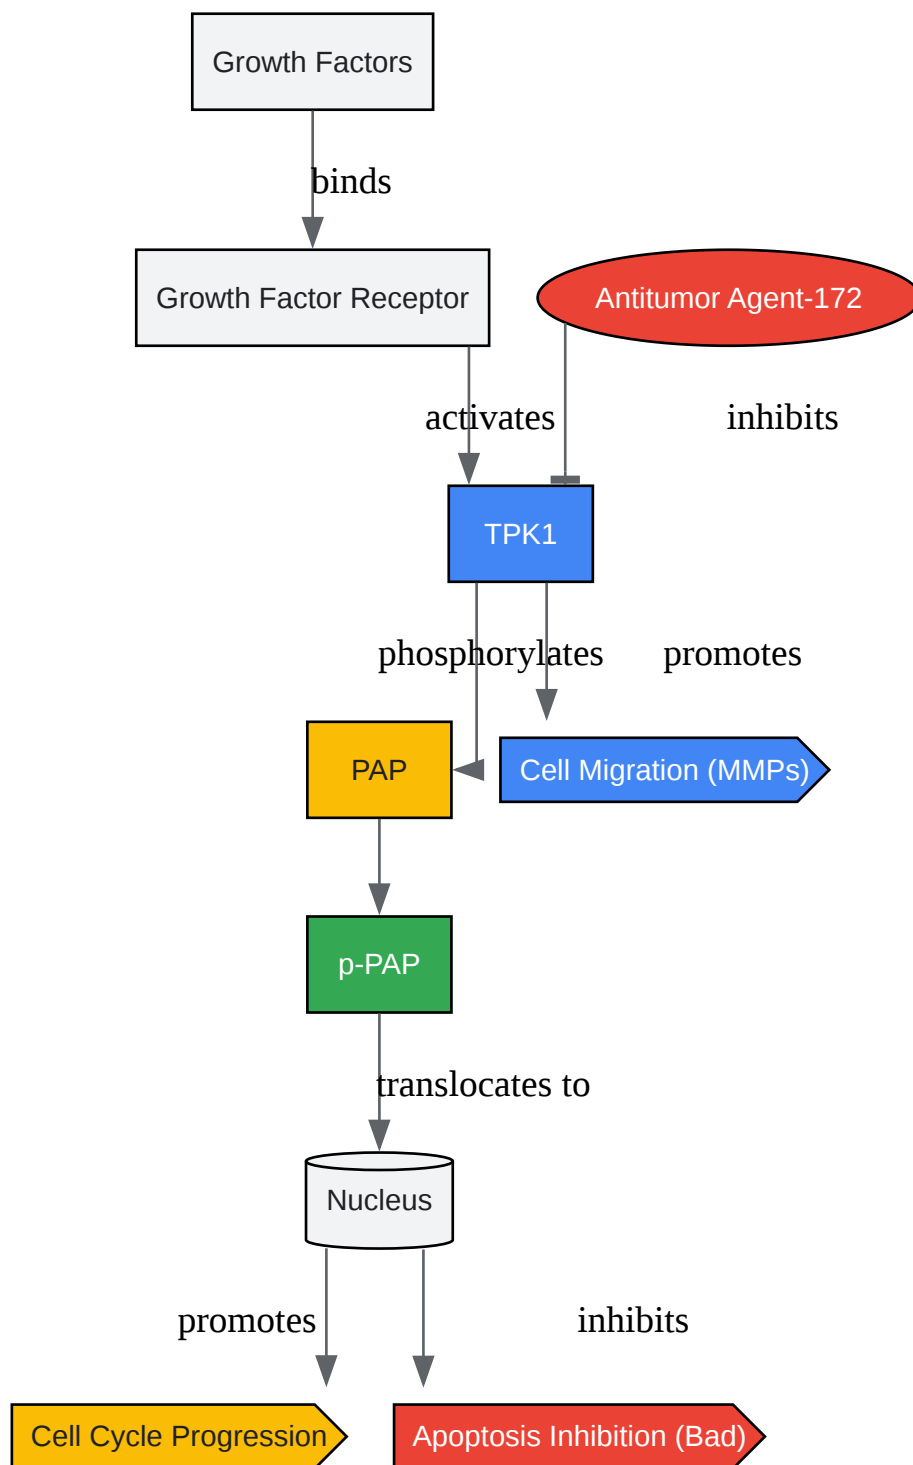 Growth Factors
binds
Growth Factor Receptor
Antitumor Agent-172
activates
inhibits
TPK1
phosphorylates
promotes
PAP
Cell Migration (MMPs)
p-PAP
translocates to
Nucleus
promotes
inhibits
Cell Cycle Progression
Apoptosis Inhibition (Bad)